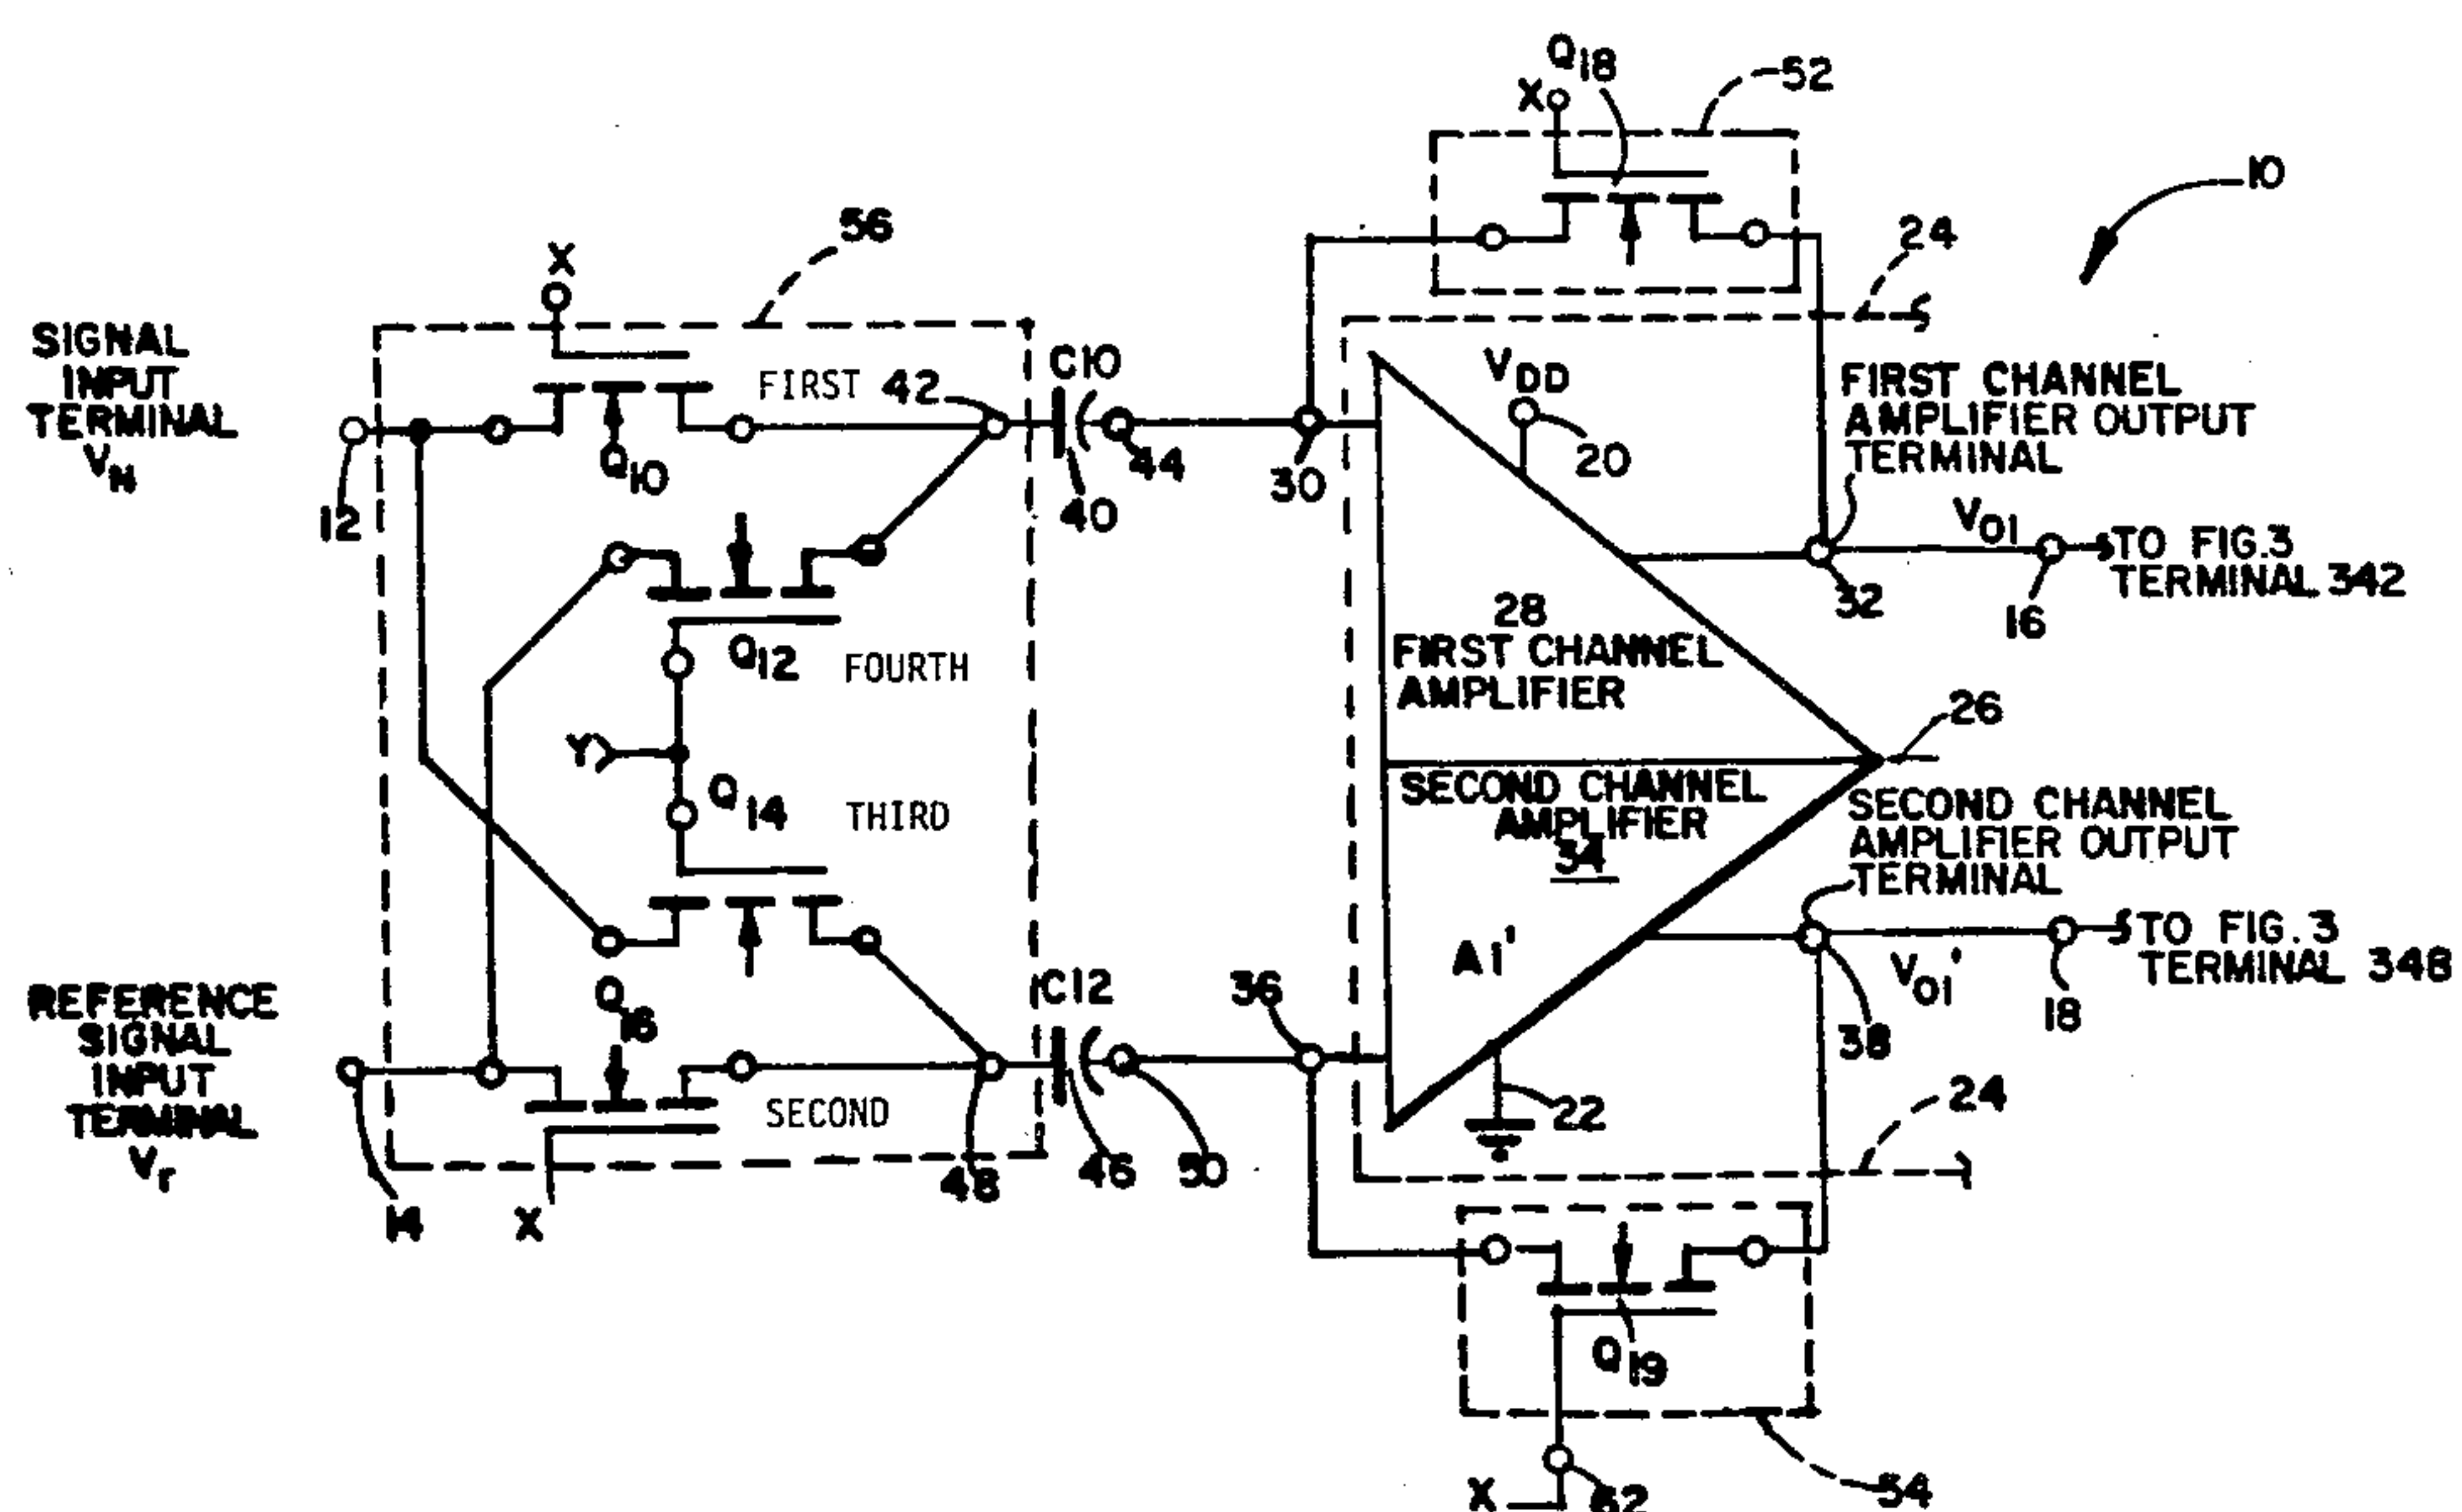 Q18
X
52
10
24
56
X
SIGNAL
INPUT
TERMINAL
VIN
12
FIRST 42
C10
Q10
40
44
30
VDD
20
FIRST CHANNEL
AMPLIFIER OUTPUT
TERMINAL
VO1
TO FIG.3
TERMINAL 342
32
16
28
FIRST CHANNEL
AMPLIFIER
Q12 FOURTH
Y
Q14 THIRD
26
SECOND CHANNEL
AMPLIFIER
34
SECOND CHANNEL
AMPLIFIER OUTPUT
TERMINAL
A1'
VO1'
TO FIG. 3
TERMINAL 348
38
18
REFERENCE
SIGNAL
INPUT
TERMINAL
Vr
14
Q16
SECOND
X
C12
48
46
50
36
22
24
Q19
54
X
62